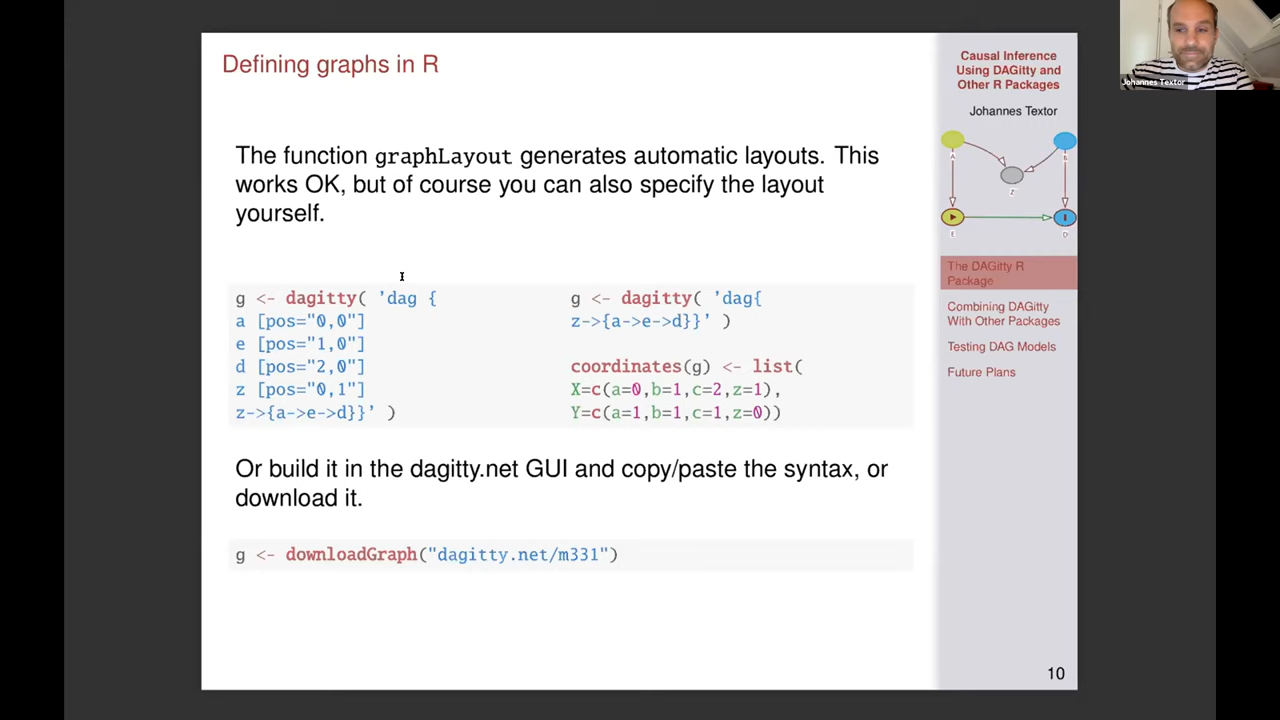 Defining graphs in R
The function graphLayout generates automatic layouts. This
works OK, but of course you can also specify the layout
yourself.
g <- dagitty( 'dag {
a [pos="0,0"]
e [pos="1,0"]
d [pos="2,0"]
z [pos="0,1"]
z->{a->e->d}}' )
g <- dagitty( 'dag{
z->{a->e->d}}' )
coordinates(g) <- list(
X=c(a=0,b=1,c=2,z=1),
Y=c(a=1,b=1,c=1,z=0))
Or build it in the dagitty.net GUI and copy/paste the syntax, or
download it.
g <- downloadGraph("dagitty.net/m331")
10
Causal Inference
Using DAGitty and
Other R Packages
Johannes Textor
A
B
Z
E
D
The DAGitty R
Package
Combining DAGitty
With Other Packages
Testing DAG Models
Future Plans
Johannes Textor